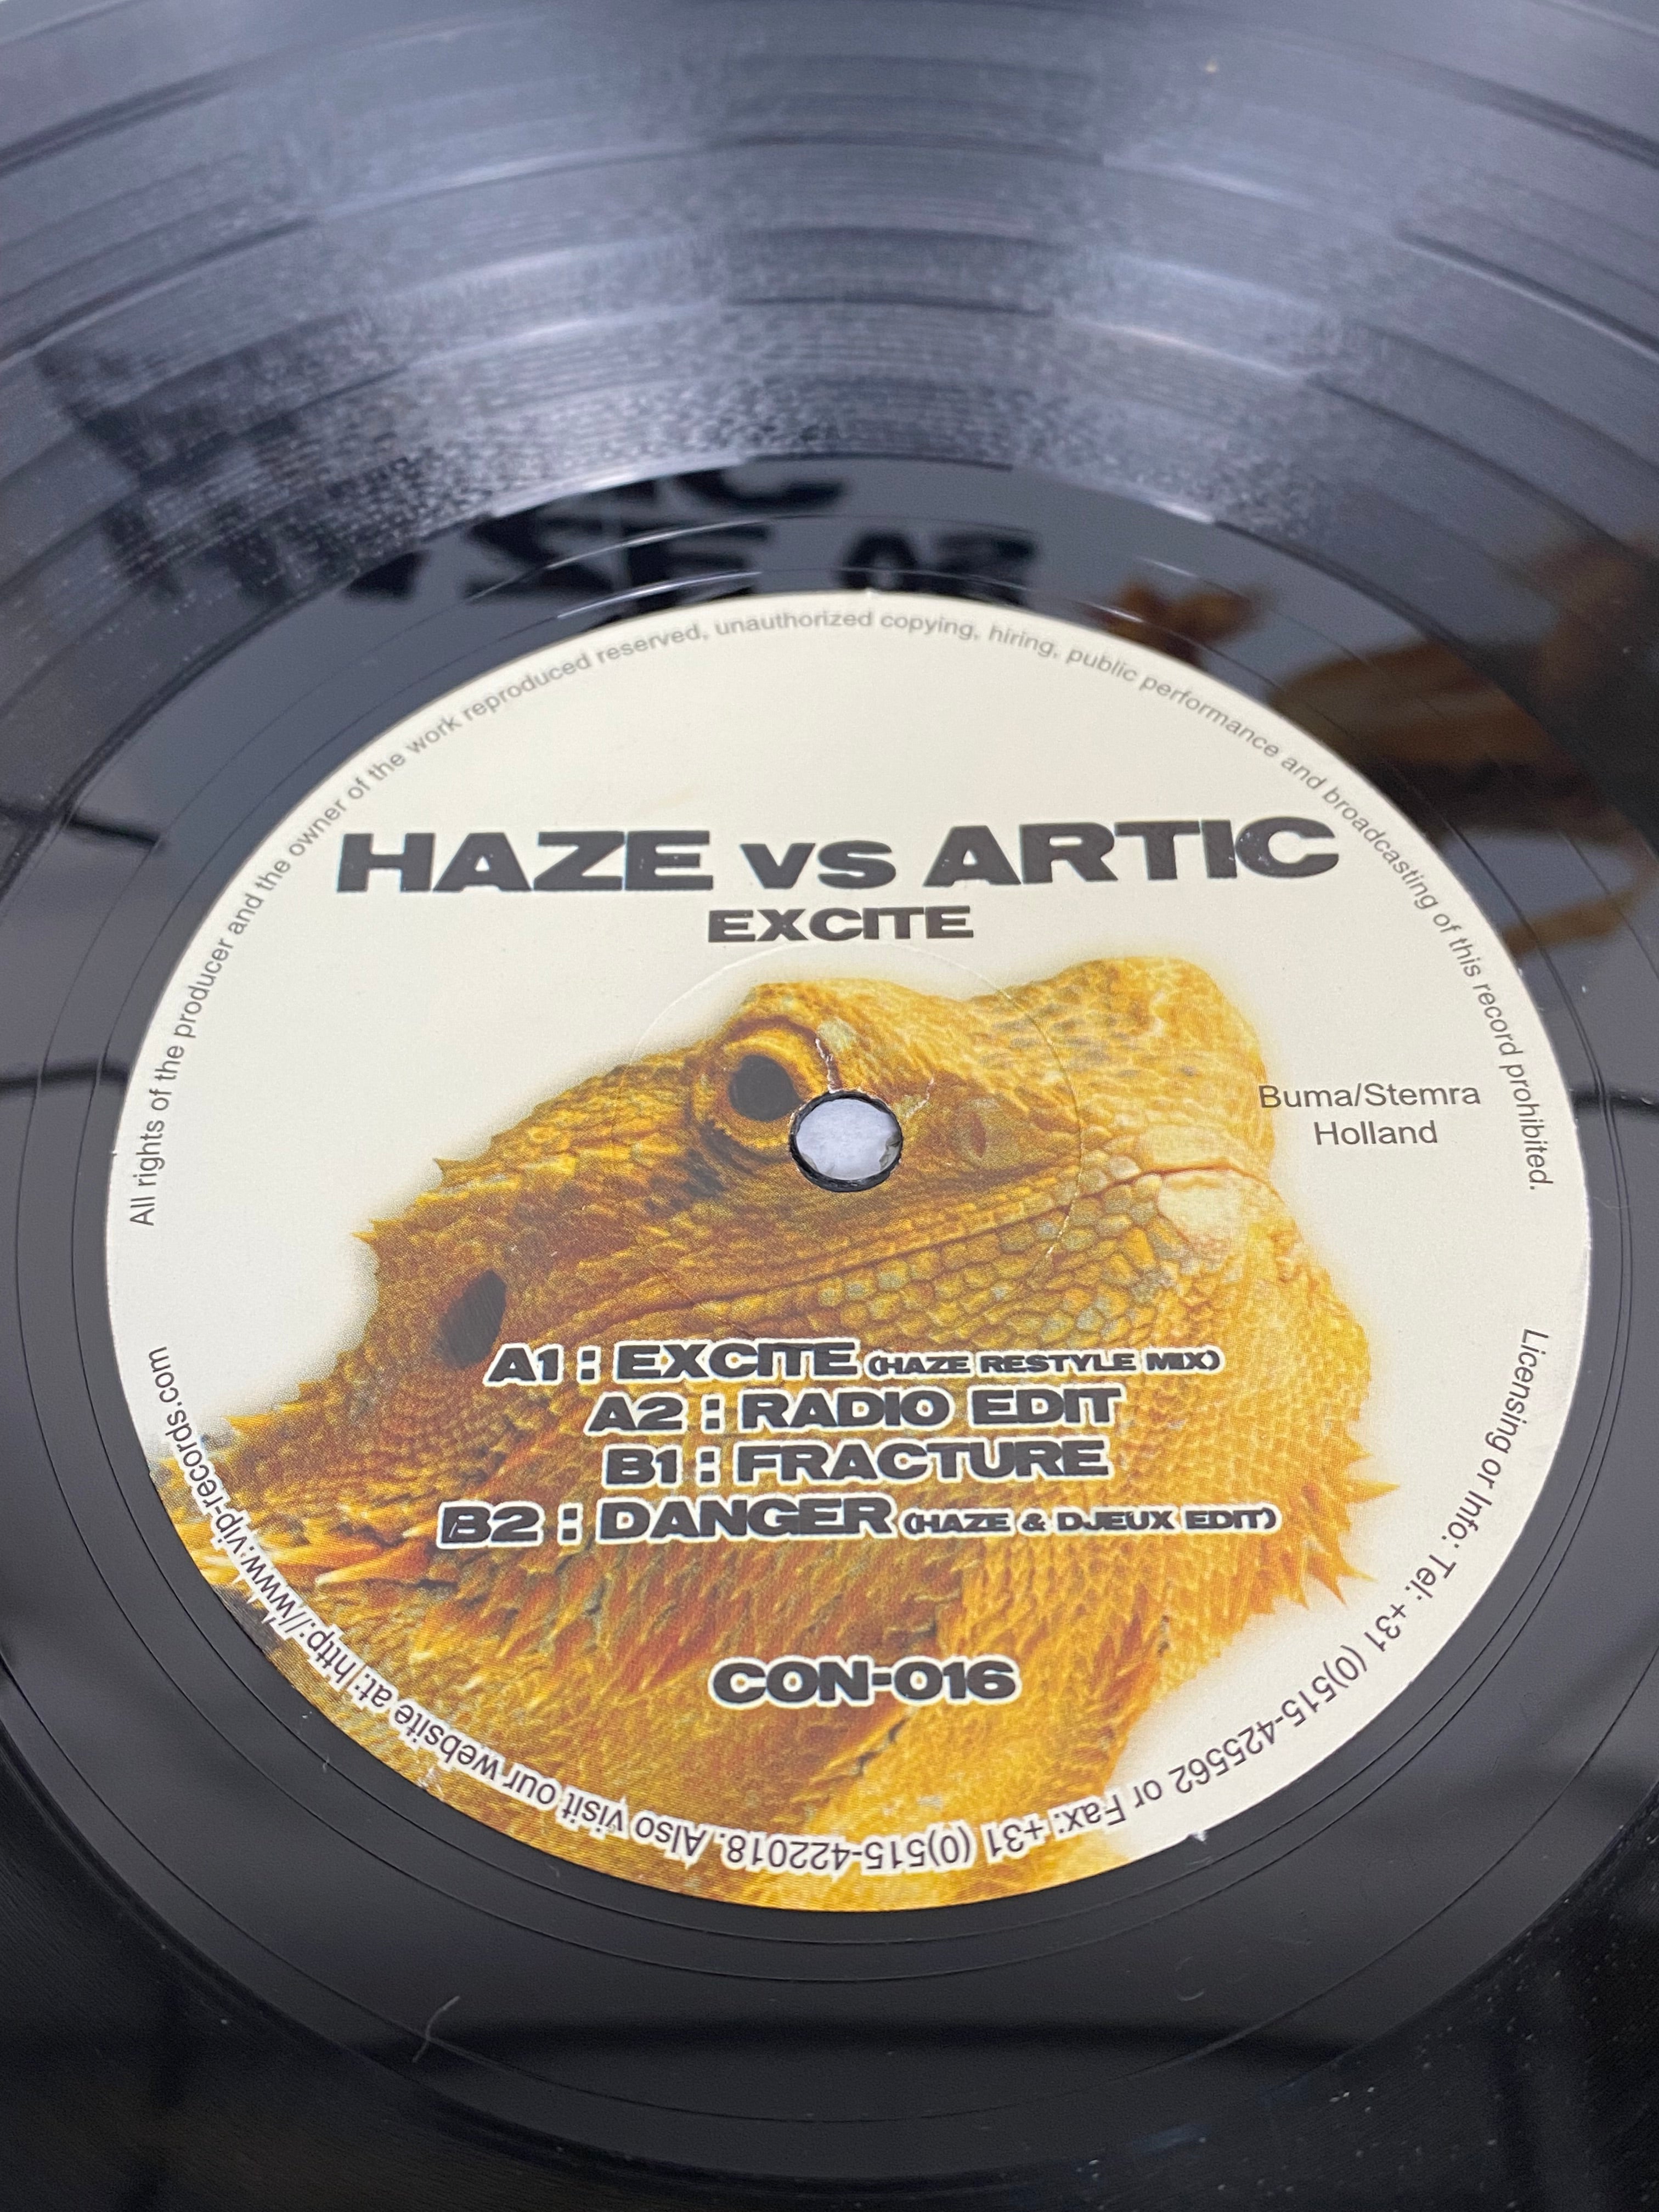 All rights of the producer and the owner of the work reproduced reserved, unauthorized copying, hiring, public performance and broadcasting of this record prohibited.
HAZE vs ARTIC
EXCITE
Buma/Stemra
Holland
A1 : EXCITE (HAZE RESTYLE MIX)
A2 : RADIO EDIT
B1 : FRACTURE
B2 : DANGER (HAZE & DJEUX EDIT)
CON-016
Licensing or Info: Tel: +31 (0)515-425562 or Fax: +31 (0)515-422018. Also visit our website at: http://www.vip-records.com